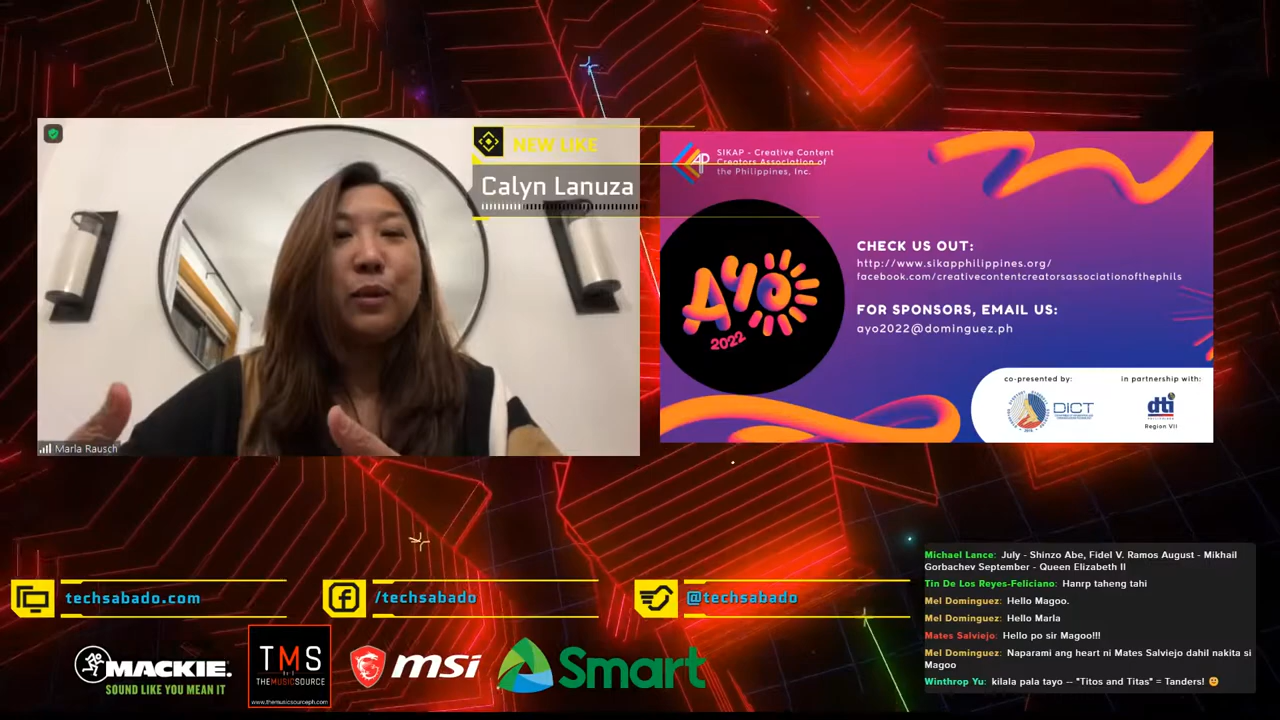 NEW LIKE
Calyn Lanuza
Marla Rausch
AP
SIKAP - Creative Content
Creators Association of
the Philippines, Inc.
AYO
2022
CHECK US OUT:
http://www.sikapphilippines.org/
facebook.com/creativecontentcreatorsassociationofthephils
FOR SPONSORS, EMAIL US:
ayo2022@dominguez.ph
co-presented by:
in partnership with:
DICT
dti
PHILIPPINES
Region VII
techsabado.com
/techsabado
@techsabado
MACKIE.
SOUND LIKE YOU MEAN IT
TMS
THEMUSICSOURCE
www.themusicsourceph.com
msi
Smart
Michael Lance: July - Shinzo Abe, Fidel V. Ramos August - Mikhail
Gorbachev September - Queen Elizabeth II
Tin De Los Reyes-Feliciano: Hanrp taheng tahi
Mel Dominguez: Hello Magoo.
Mel Dominguez: Hello Marla
Mates Salviejo: Hello po sir Magoo!!!
Mel Dominguez: Naparami ang heart ni Mates Salviejo dahil nakita si
Magoo
Winthrop Yu: kilala pala tayo -- "Titos and Titas" = Tanders! 🙂